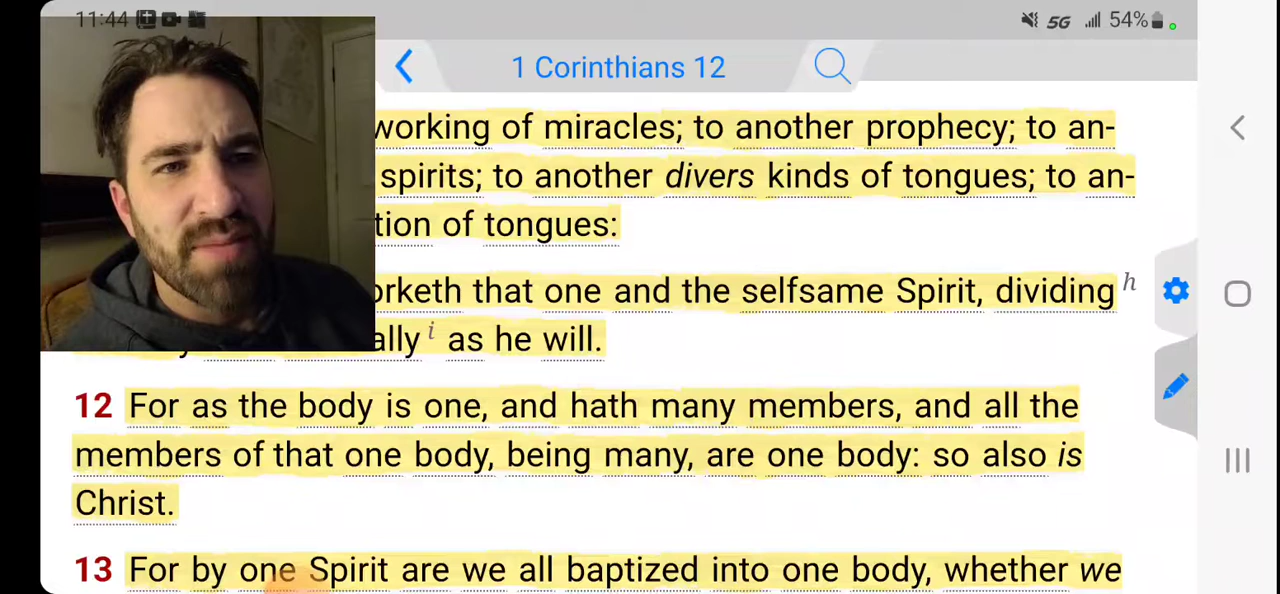 11:44 5G 54%
1 Corinthians 12
working of miracles; to another prophecy; to an-
spirits; to another divers kinds of tongues; to an-
tion of tongues:
orketh that one and the selfsame Spirit, dividing h
ally i as he will.
12 For as the body is one, and hath many members, and all the
members of that one body, being many, are one body: so also is
Christ.
13 For by one Spirit are we all baptized into one body, whether we